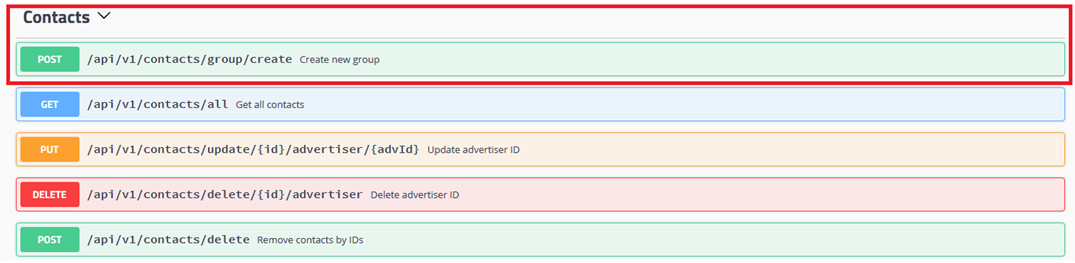 Contacts
POST /api/v1/contacts/group/create Create new group
GET /api/v1/contacts/all Get all contacts
PUT /api/v1/contacts/update/{id}/advertiser/{advId} Update advertiser ID
DELETE /api/v1/contacts/delete/{id}/advertiser Delete advertiser ID
POST /api/v1/contacts/delete Remove contacts by IDs